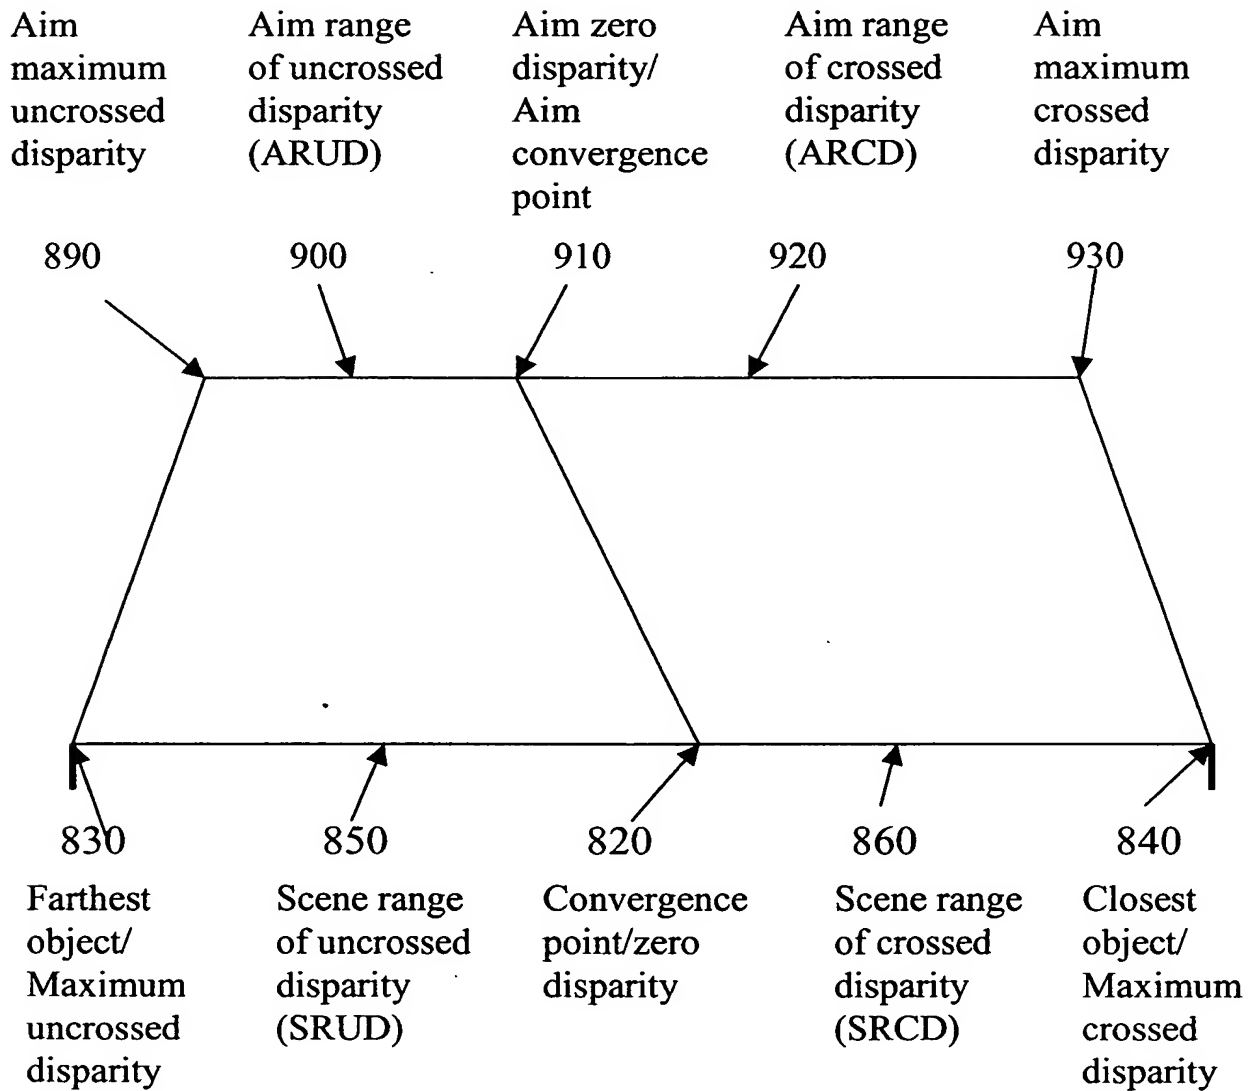 Aim
maximum
uncrossed
disparity
Aim range
of uncrossed
disparity
(ARUD)
Aim zero
disparity/
Aim
convergence
point
Aim range
of crossed
disparity
(ARCD)
Aim
maximum
crossed
disparity
890
900
910
920
930
830
850
820
860
840
Farthest
object/
Maximum
uncrossed
disparity
Scene range
of uncrossed
disparity
(SRUD)
Convergence
point/zero
disparity
Scene range
of crossed
disparity
(SRCD)
Closest
object/
Maximum
crossed
disparity